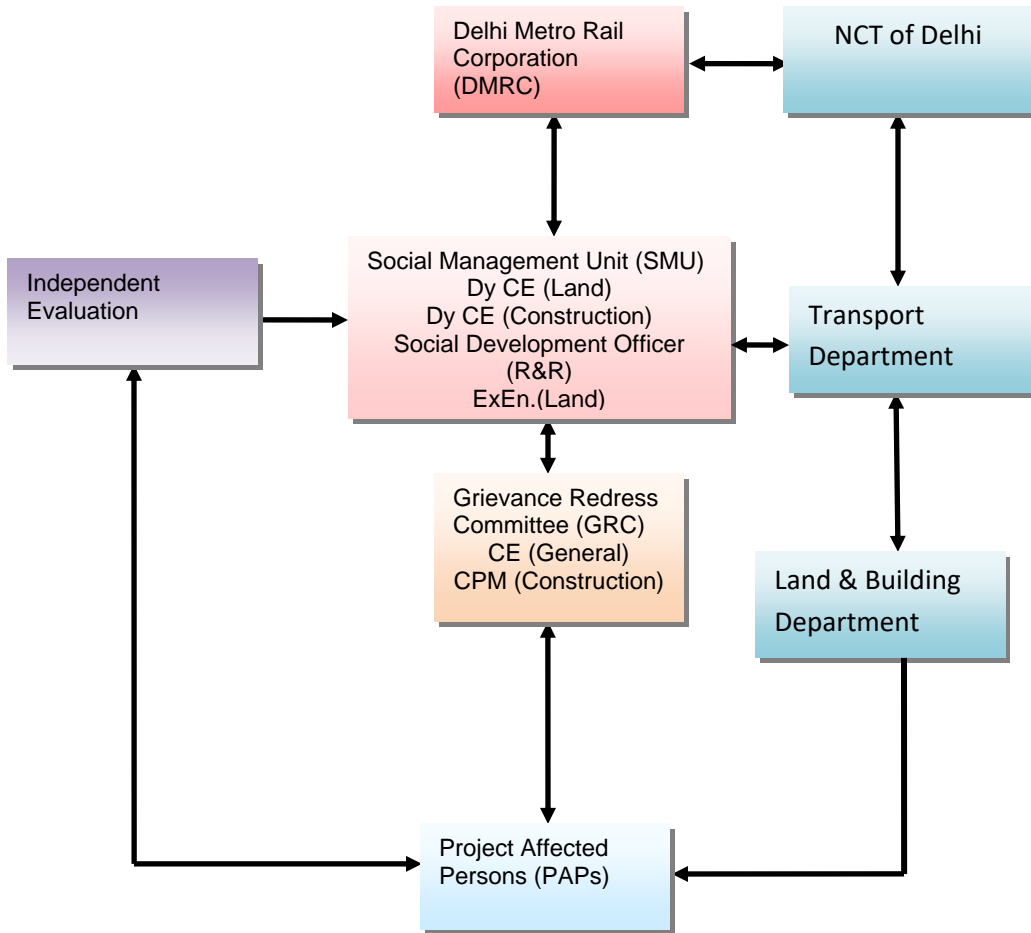 Delhi Metro Rail
Corporation
(DMRC)
NCT of Delhi
Independent
Evaluation
Social Management Unit (SMU)
Dy CE (Land)
Dy CE (Construction)
Social Development Officer
(R&R)
ExEn.(Land)
Transport
Department
Grievance Redress
Committee (GRC)
CE (General)
CPM (Construction)
Land & Building
Department
Project Affected
Persons (PAPs)